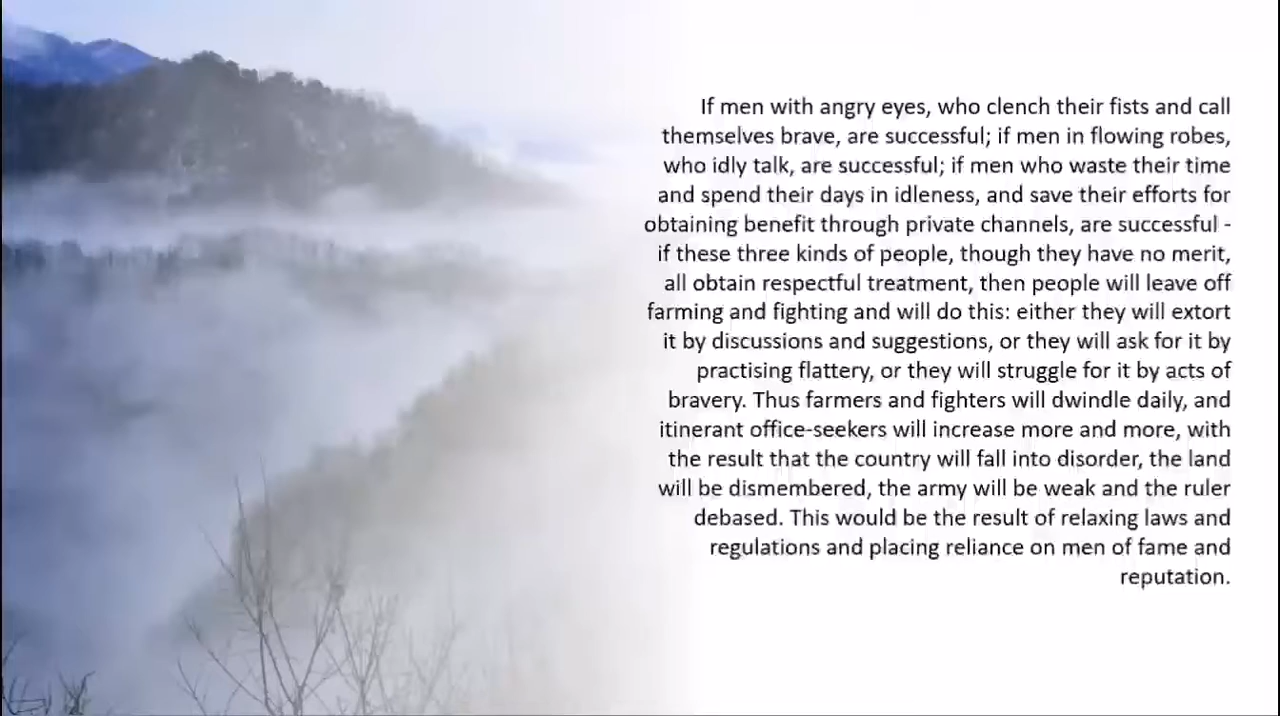 If men with angry eyes, who clench their fists and call
themselves brave, are successful; if men in flowing robes,
who idly talk, are successful; if men who waste their time
and spend their days in idleness, and save their efforts for
obtaining benefit through private channels, are successful -
if these three kinds of people, though they have no merit,
all obtain respectful treatment, then people will leave off
farming and fighting and will do this: either they will extort
it by discussions and suggestions, or they will ask for it by
practising flattery, or they will struggle for it by acts of
bravery. Thus farmers and fighters will dwindle daily, and
itinerant office-seekers will increase more and more, with
the result that the country will fall into disorder, the land
will be dismembered, the army will be weak and the ruler
debased. This would be the result of relaxing laws and
regulations and placing reliance on men of fame and
reputation.